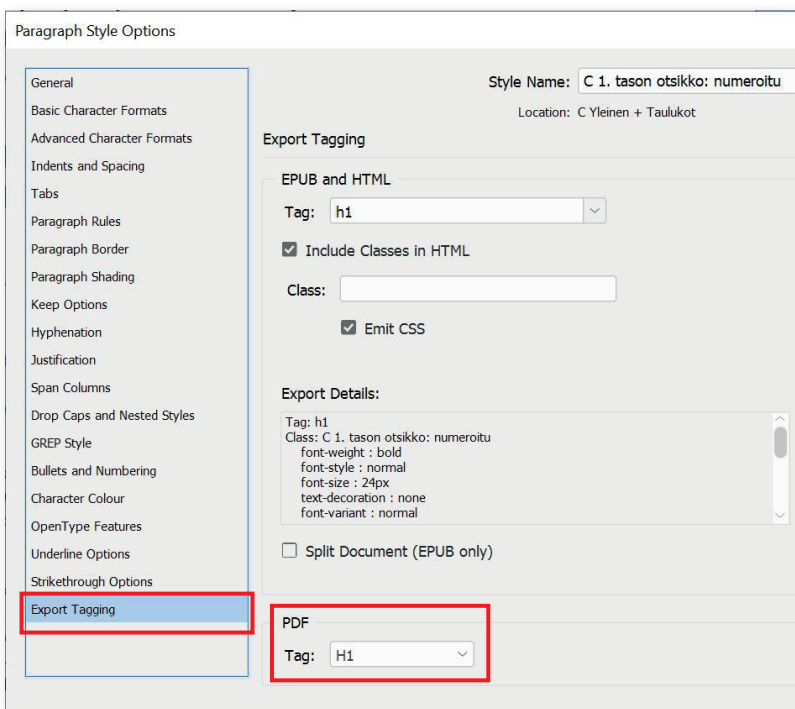 Paragraph Style Options
General
Basic Character Formats
Advanced Character Formats
Indents and Spacing
Tabs
Paragraph Rules
Paragraph Border
Paragraph Shading
Keep Options
Hyphenation
Justification
Span Columns
Drop Caps and Nested Styles
GREP Style
Bullets and Numbering
Character Colour
OpenType Features
Underline Options
Strikethrough Options
Export Tagging
Style Name: C 1. tason otsikko: numeroitu
Location: C Yleinen + Taulukot
Export Tagging
EPUB and HTML
Tag: h1
Include Classes in HTML
Class:
Emit CSS
Export Details:
Tag: h1
Class: C 1. tason otsikko: numeroitu
font-weight : bold
font-style : normal
font-size : 24px
text-decoration : none
font-variant : normal
Split Document (EPUB only)
PDF
Tag: H1